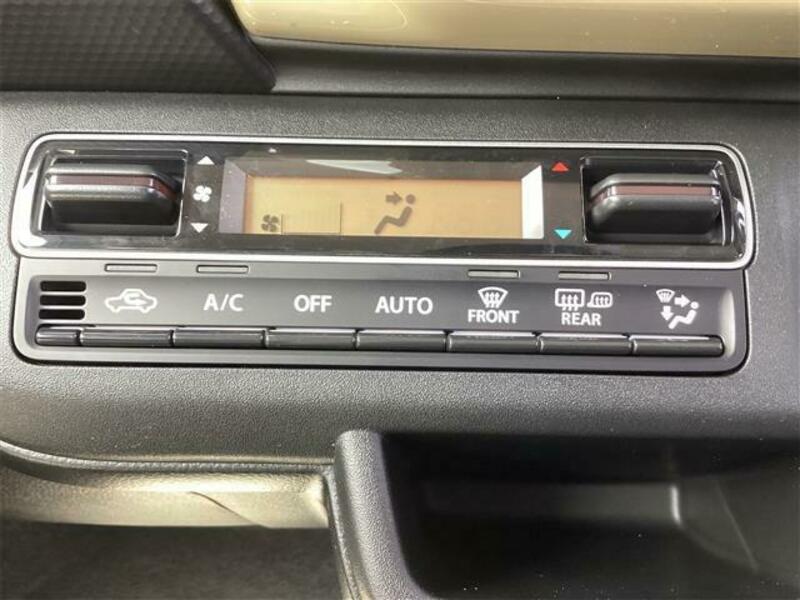 A/C OFF AUTO FRONT REAR